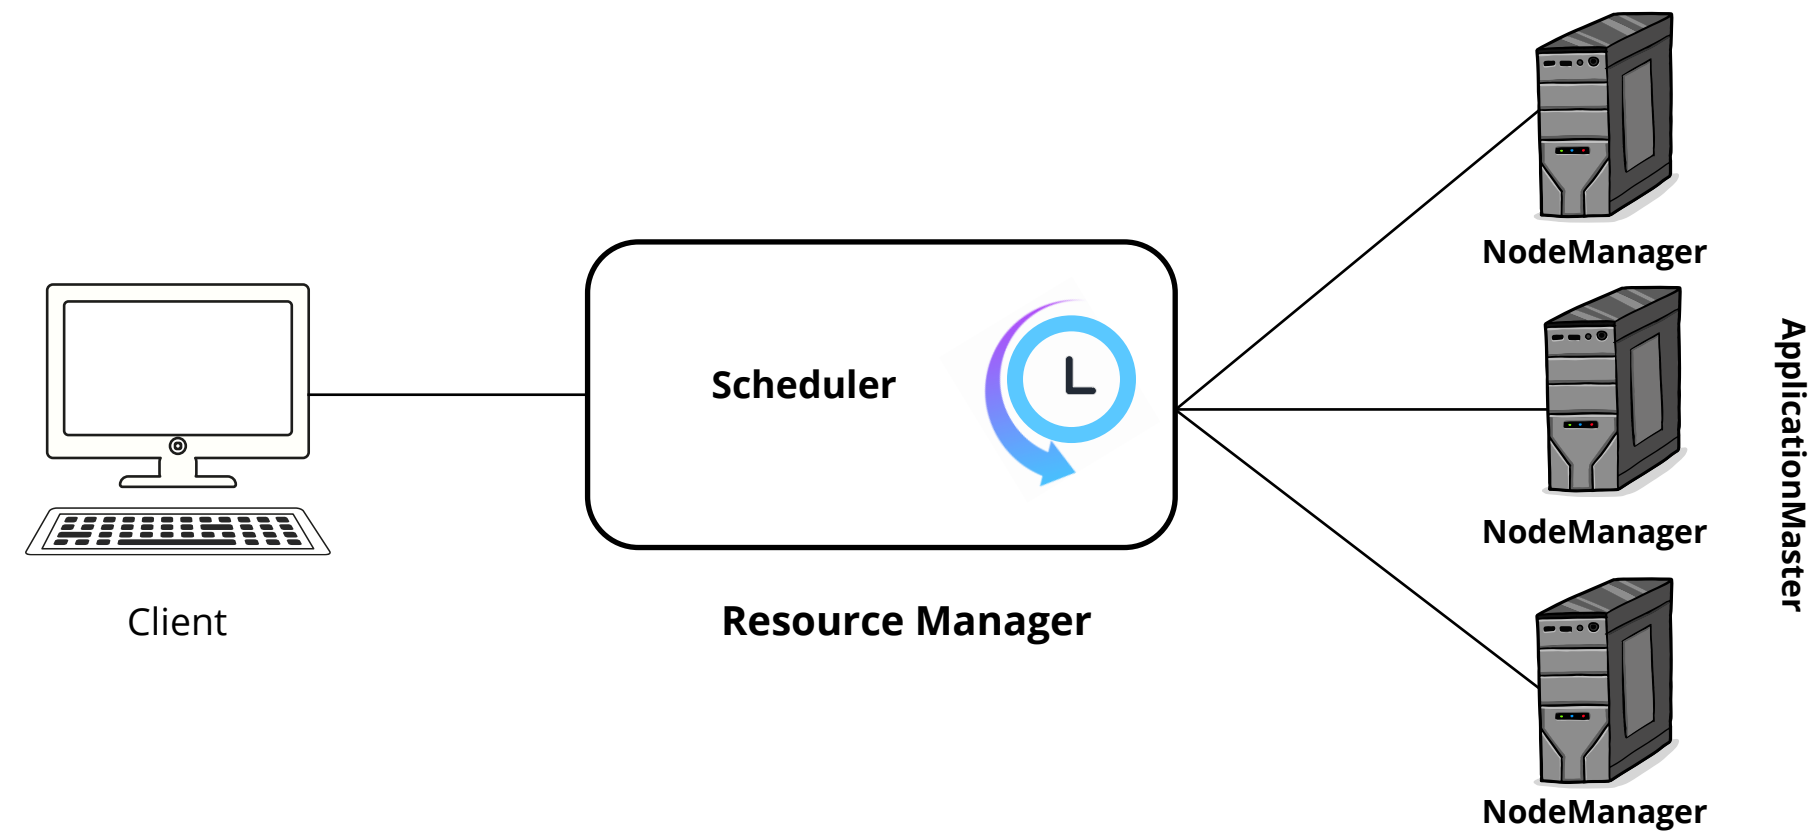 NodeManager
Scheduler
NodeManager
ApplicationMaster
Client
Resource Manager
NodeManager